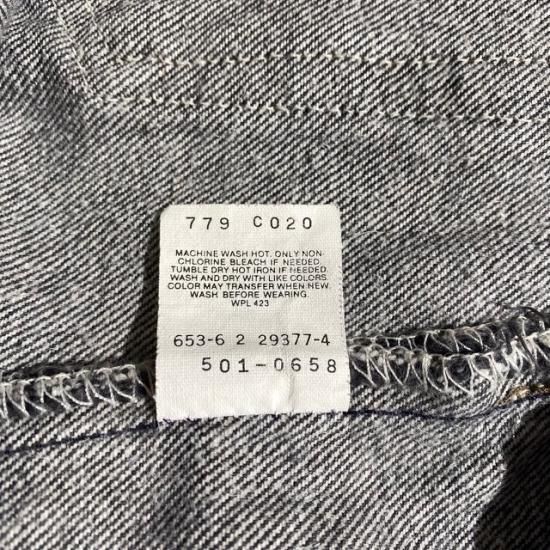 779 C020
MACHINE WASH HOT. ONLY NON-
CHLORINE BLEACH IF NEEDED.
TUMBLE DRY HOT IRON IF NEEDED.
WASH AND DRY WITH LIKE COLORS.
COLOR MAY TRANSFER WHEN NEW.
WASH BEFORE WEARING.
WPL 423
653-6 2 29377-4
501-0658